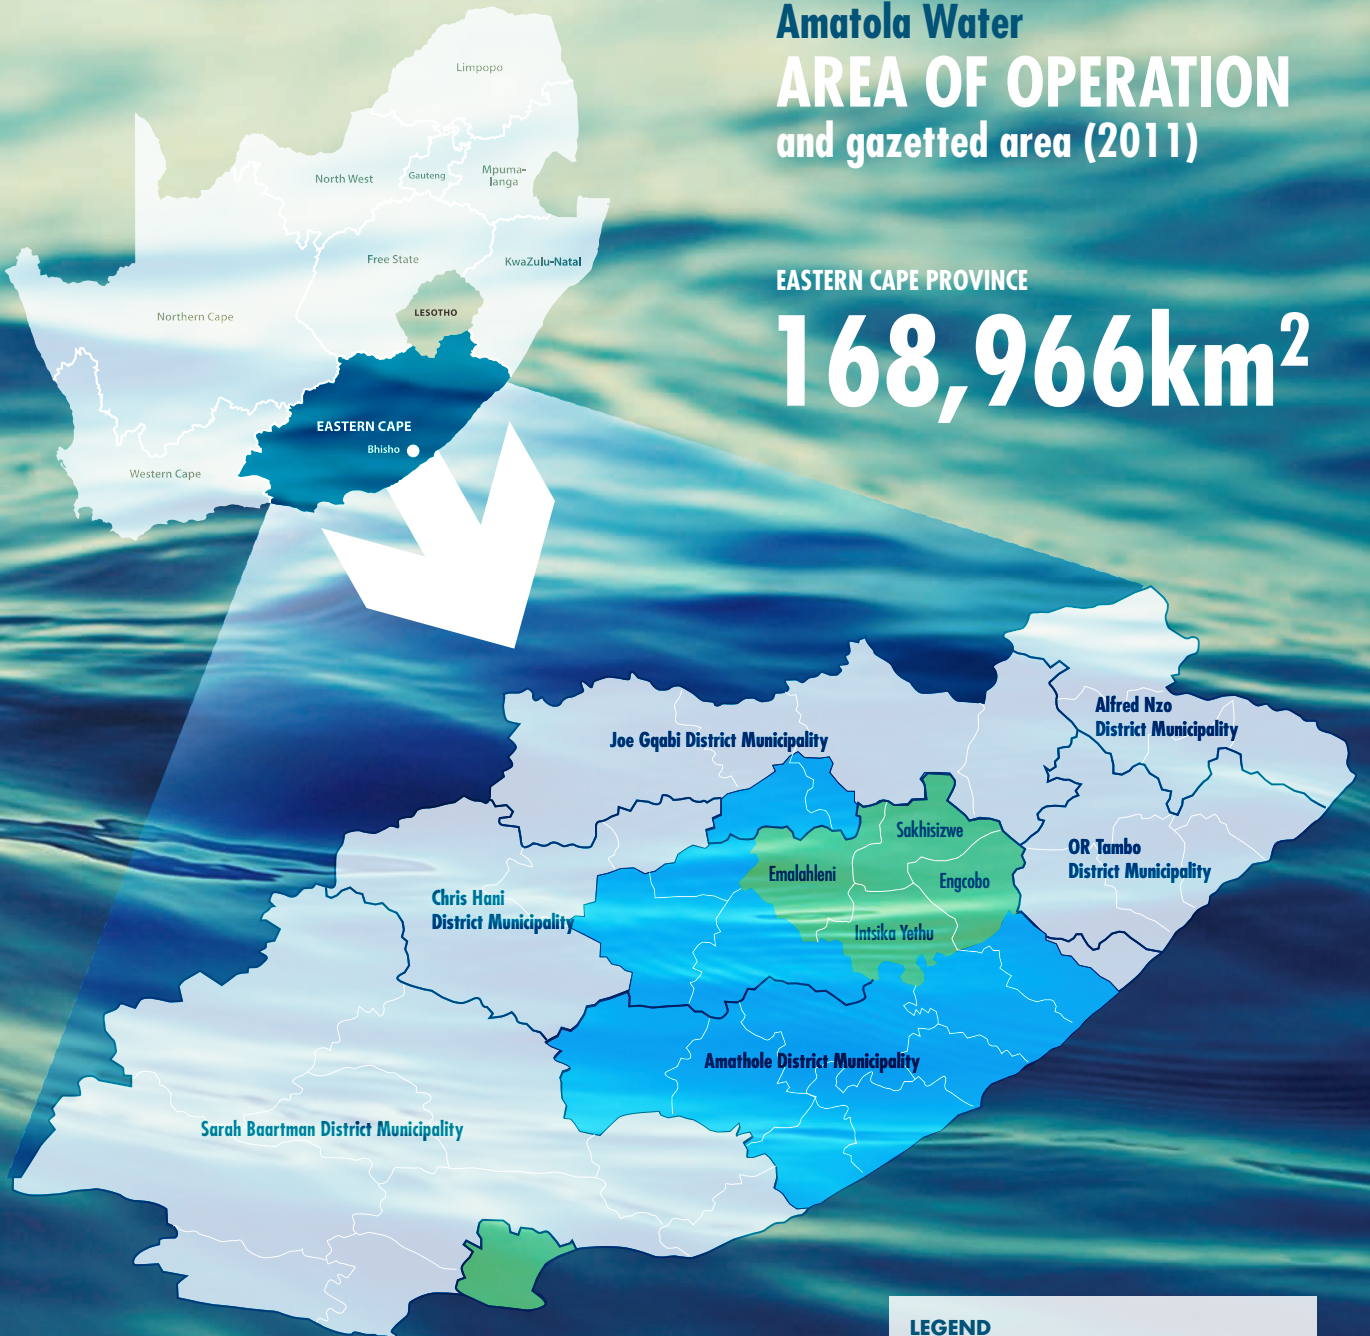 Amatola Water
AREA OF OPERATION
and gazetted area (2011)
EASTERN CAPE PROVINCE
168,966km²
Limpopo
North West
Gauteng
Mpuma-
langa
Free State
KwaZulu-Natal
LESOTHO
Northern Cape
EASTERN CAPE
Bhisho
Western Cape
Alfred Nzo
District Municipality
Joe Gqabi District Municipality
Sakhisizwe
OR Tambo
District Municipality
Emalahleni
Engcobo
Chris Hani
District Municipality
Intsika Yethu
Amathole District Municipality
Sarah Baartman District Municipality
LEGEND